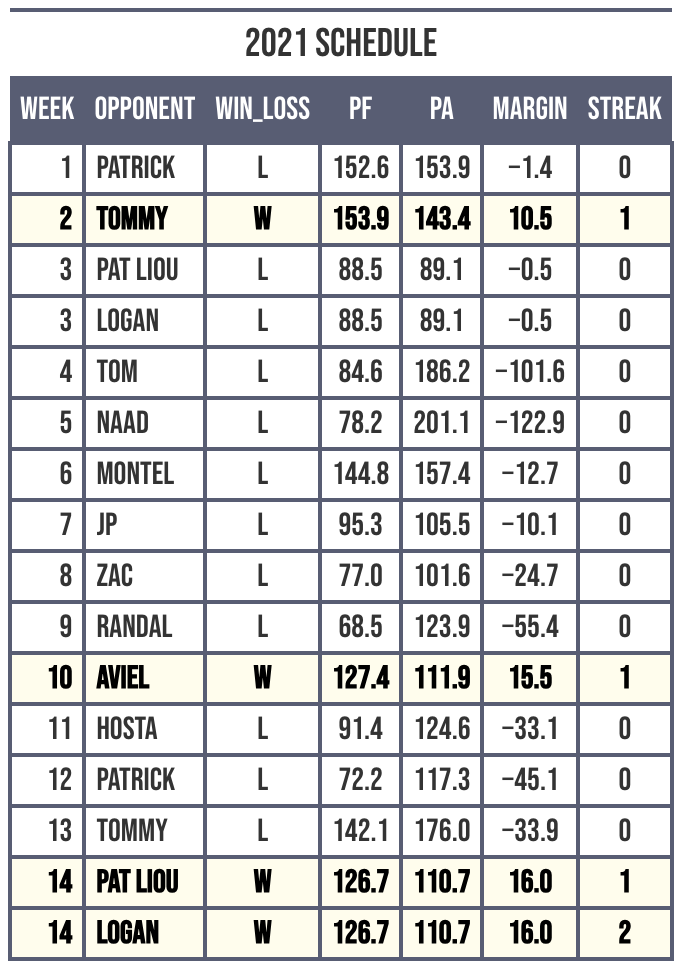 2021 SCHEDULE
WEEK OPPONENT WIN_LOSS PF PA MARGIN STREAK
1 PATRICK L 152.6 153.9 −1.4 0
2 TOMMY W 153.9 143.4 10.5 1
3 PAT LIOU L 88.5 89.1 −0.5 0
3 LOGAN L 88.5 89.1 −0.5 0
4 TOM L 84.6 186.2 −101.6 0
5 NAAD L 78.2 201.1 −122.9 0
6 MONTEL L 144.8 157.4 −12.7 0
7 JP L 95.3 105.5 −10.1 0
8 ZAC L 77.0 101.6 −24.7 0
9 RANDAL L 68.5 123.9 −55.4 0
10 AVIEL W 127.4 111.9 15.5 1
11 HOSTA L 91.4 124.6 −33.1 0
12 PATRICK L 72.2 117.3 −45.1 0
13 TOMMY L 142.1 176.0 −33.9 0
14 PAT LIOU W 126.7 110.7 16.0 1
14 LOGAN W 126.7 110.7 16.0 2